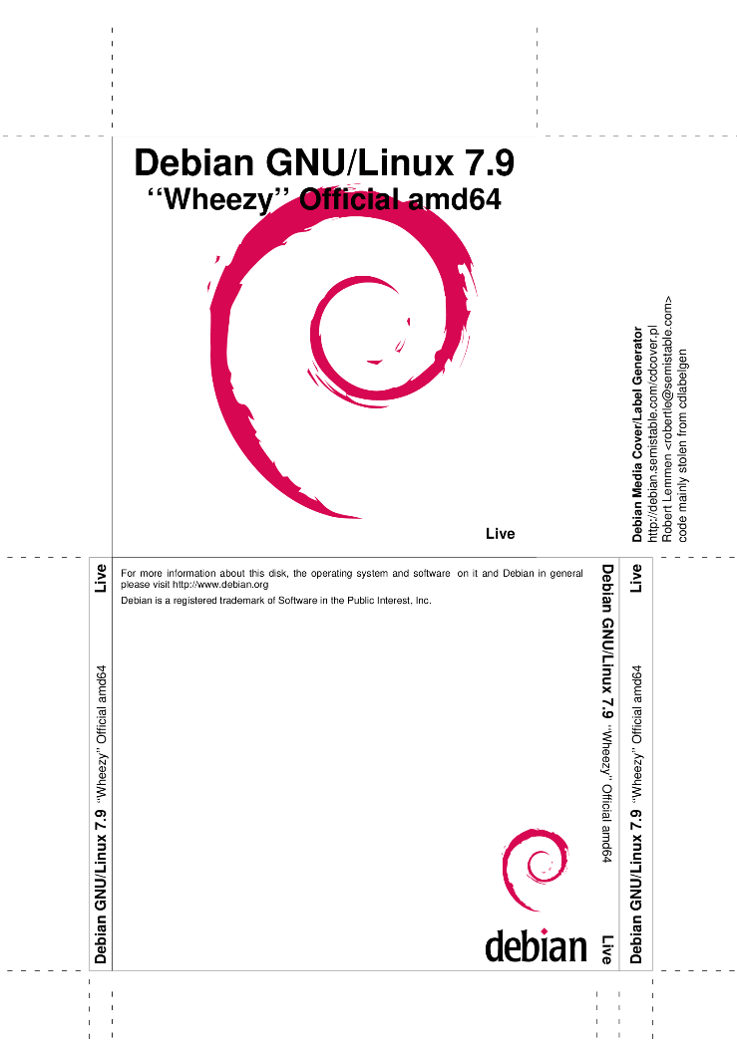 Debian GNU/Linux 7.9
“Wheezy” Official amd64
Live
Debian Media Cover/Label Generator
http://debian.semistable.com/cdcover.pl
Robert Lemmen <robertle@semistable.com>
code mainly stolen from cdlabelgen
Debian GNU/Linux 7.9 “Wheezy” Official amd64 Live
For more information about this disk, the operating system and software on it and Debian in general
please visit http://www.debian.org
Debian is a registered trademark of Software in the Public Interest, Inc.
debian
Debian GNU/Linux 7.9 “Wheezy” Official amd64 Live
Debian GNU/Linux 7.9 “Wheezy” Official amd64 Live